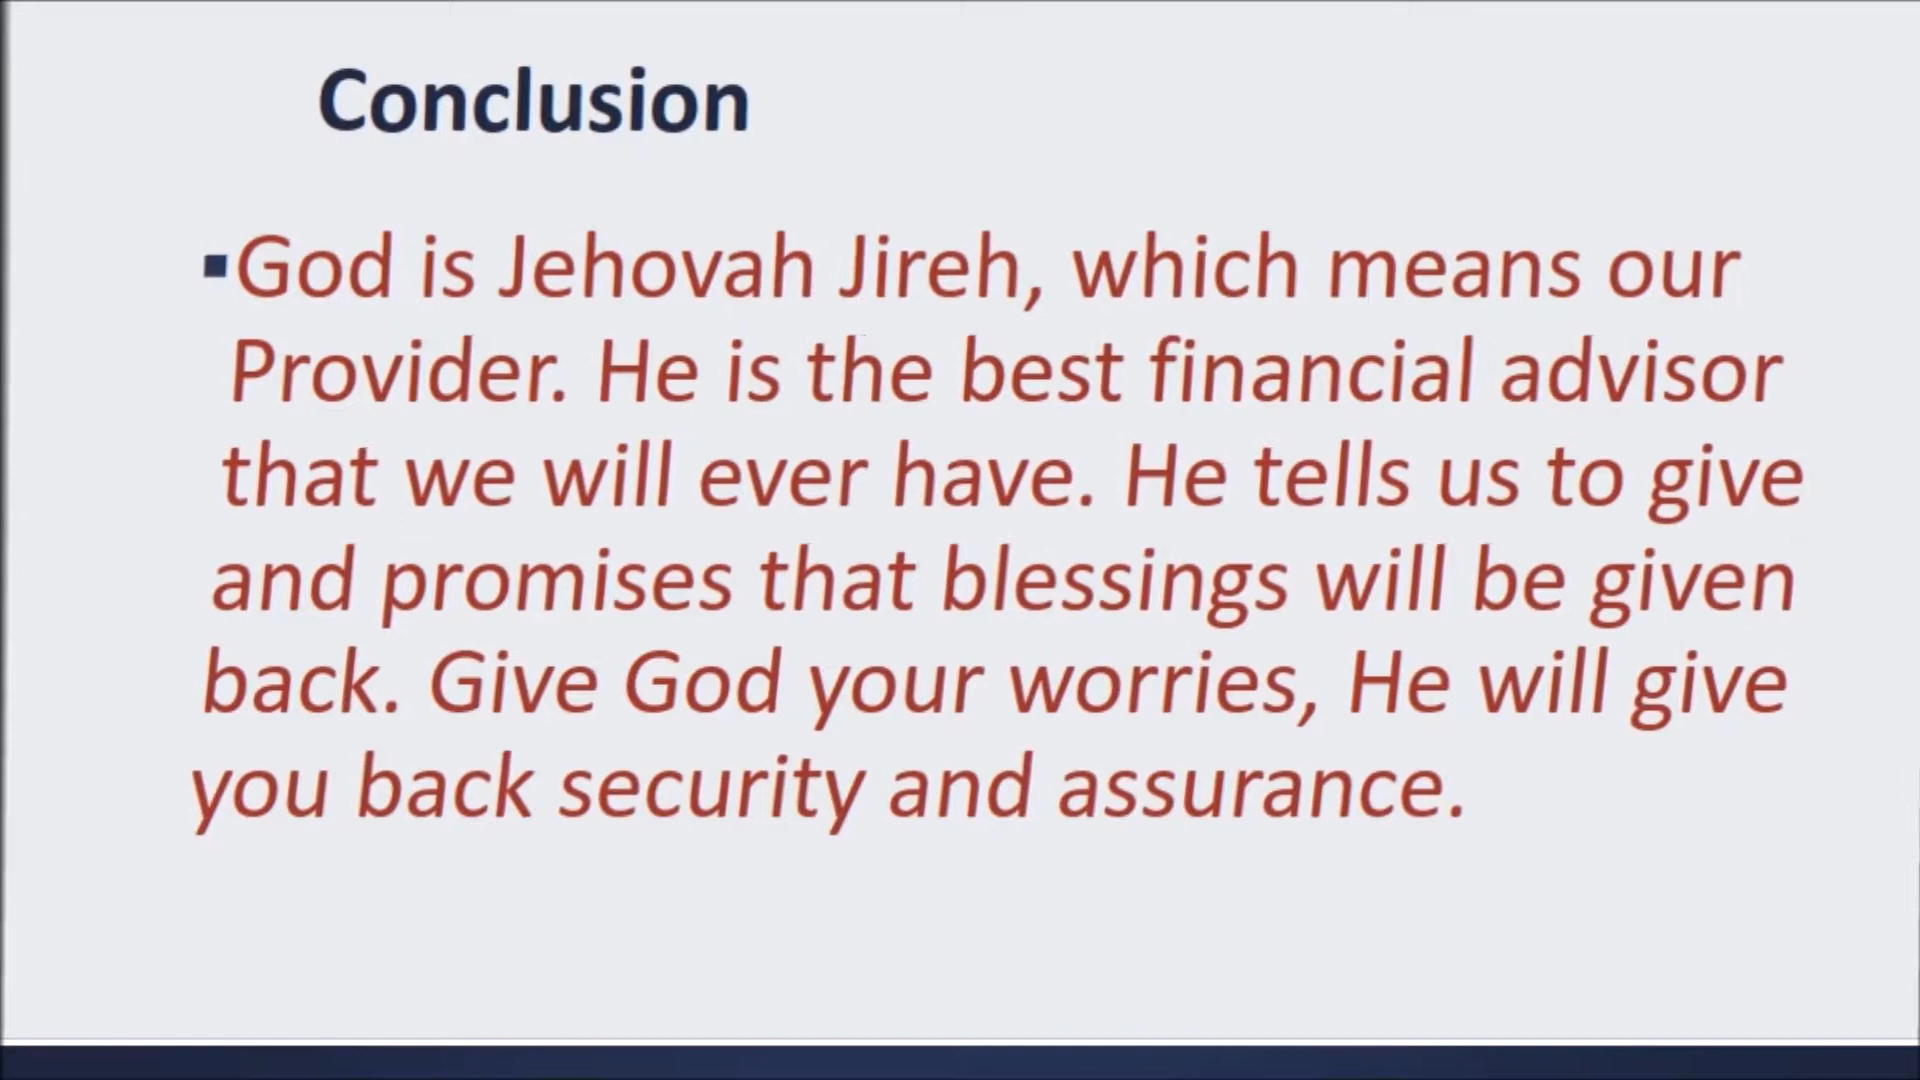 Conclusion
▪God is Jehovah Jireh, which means our
Provider. He is the best financial advisor
that we will ever have. He tells us to give
and promises that blessings will be given
back. Give God your worries, He will give
you back security and assurance.